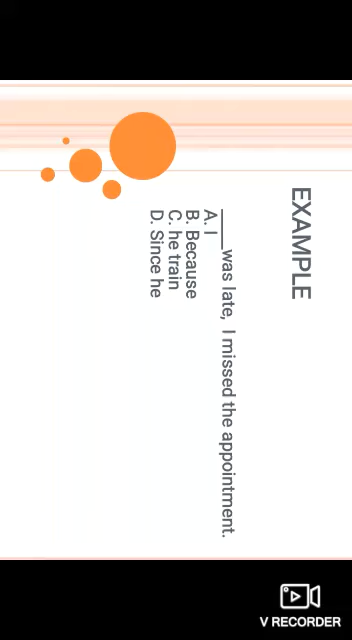 EXAMPLE
____was late, I missed the appointment.
A. I
B. Because
C. he train
D. Since he
V RECORDER